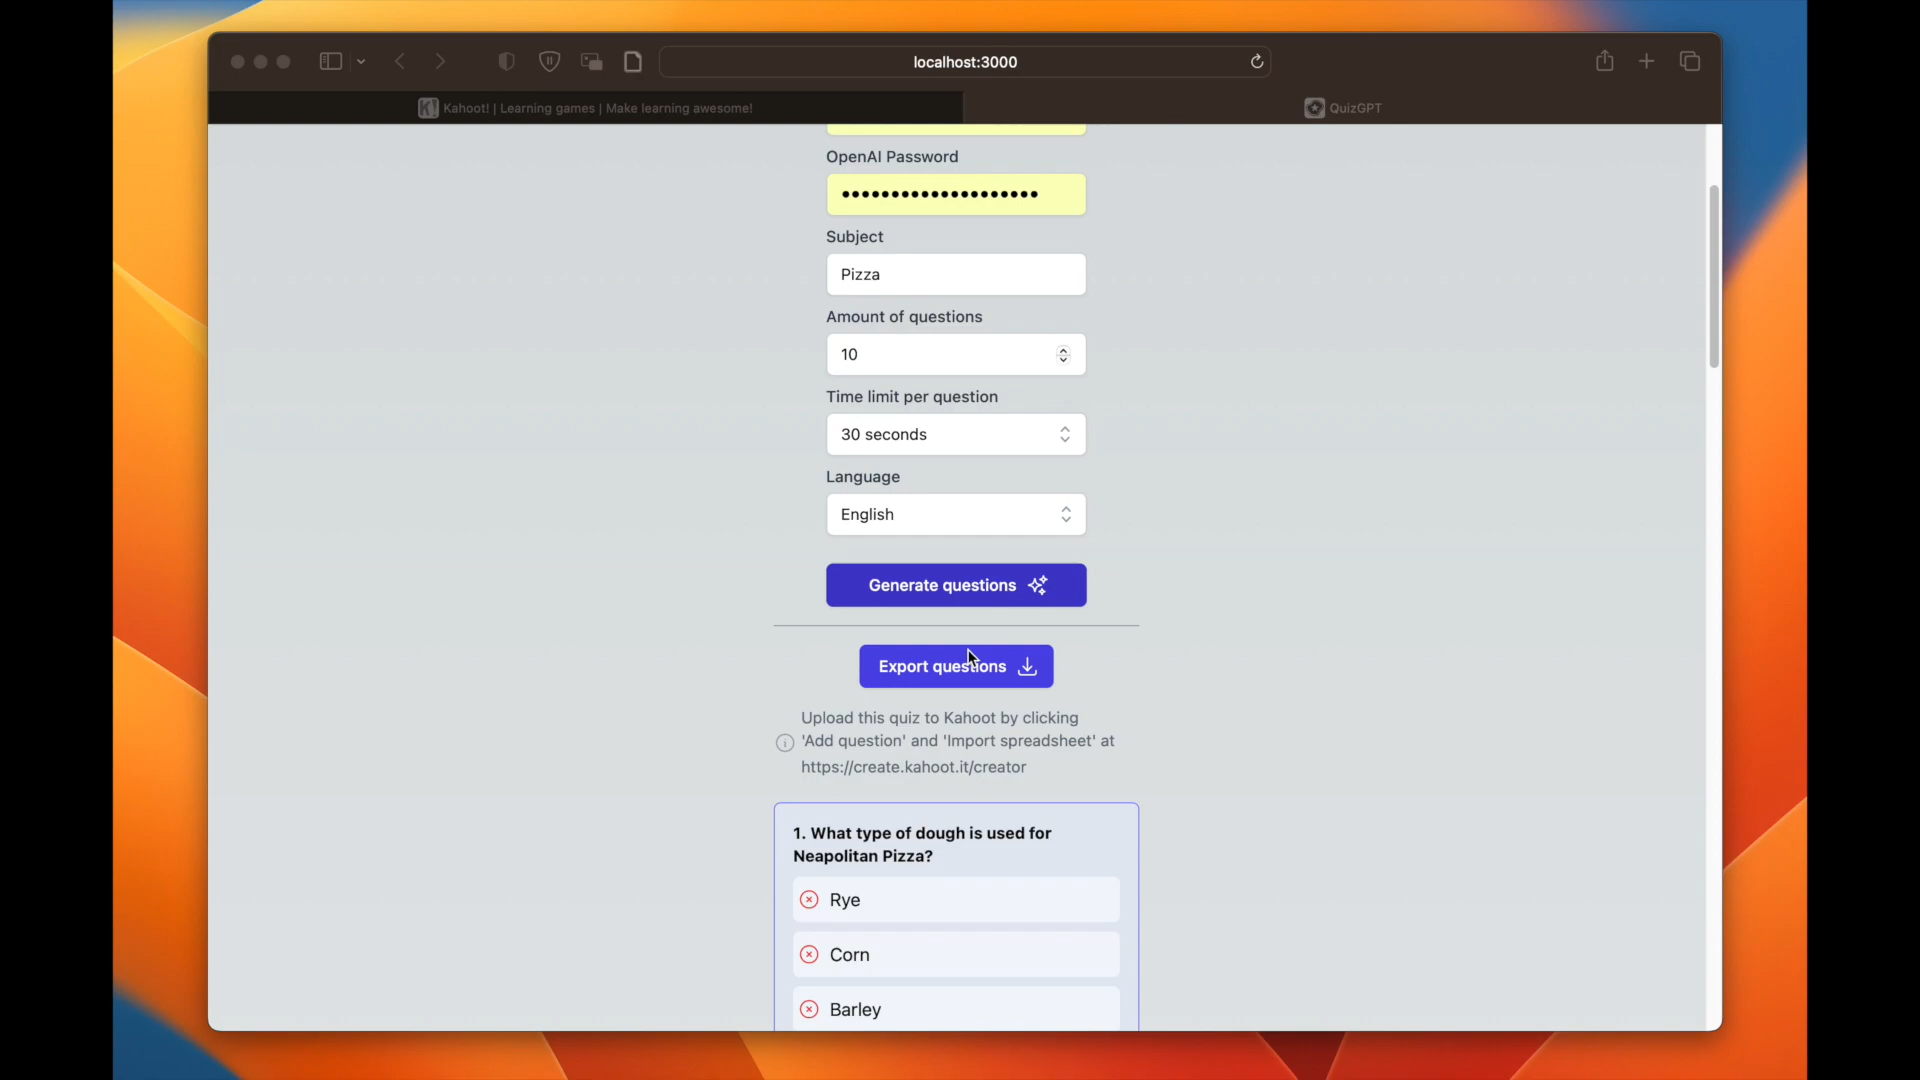 localhost:3000
K! Kahoot! | Learning games | Make learning awesome!
QuizGPT
OpenAI Password
••••••••••••••••••••
Subject
Pizza
Amount of questions
10
Time limit per question
30 seconds
Language
English
Generate questions
Export questions
Upload this quiz to Kahoot by clicking
'Add question' and 'Import spreadsheet' at
https://create.kahoot.it/creator
1. What type of dough is used for
Neapolitan Pizza?
Rye
Corn
Barley